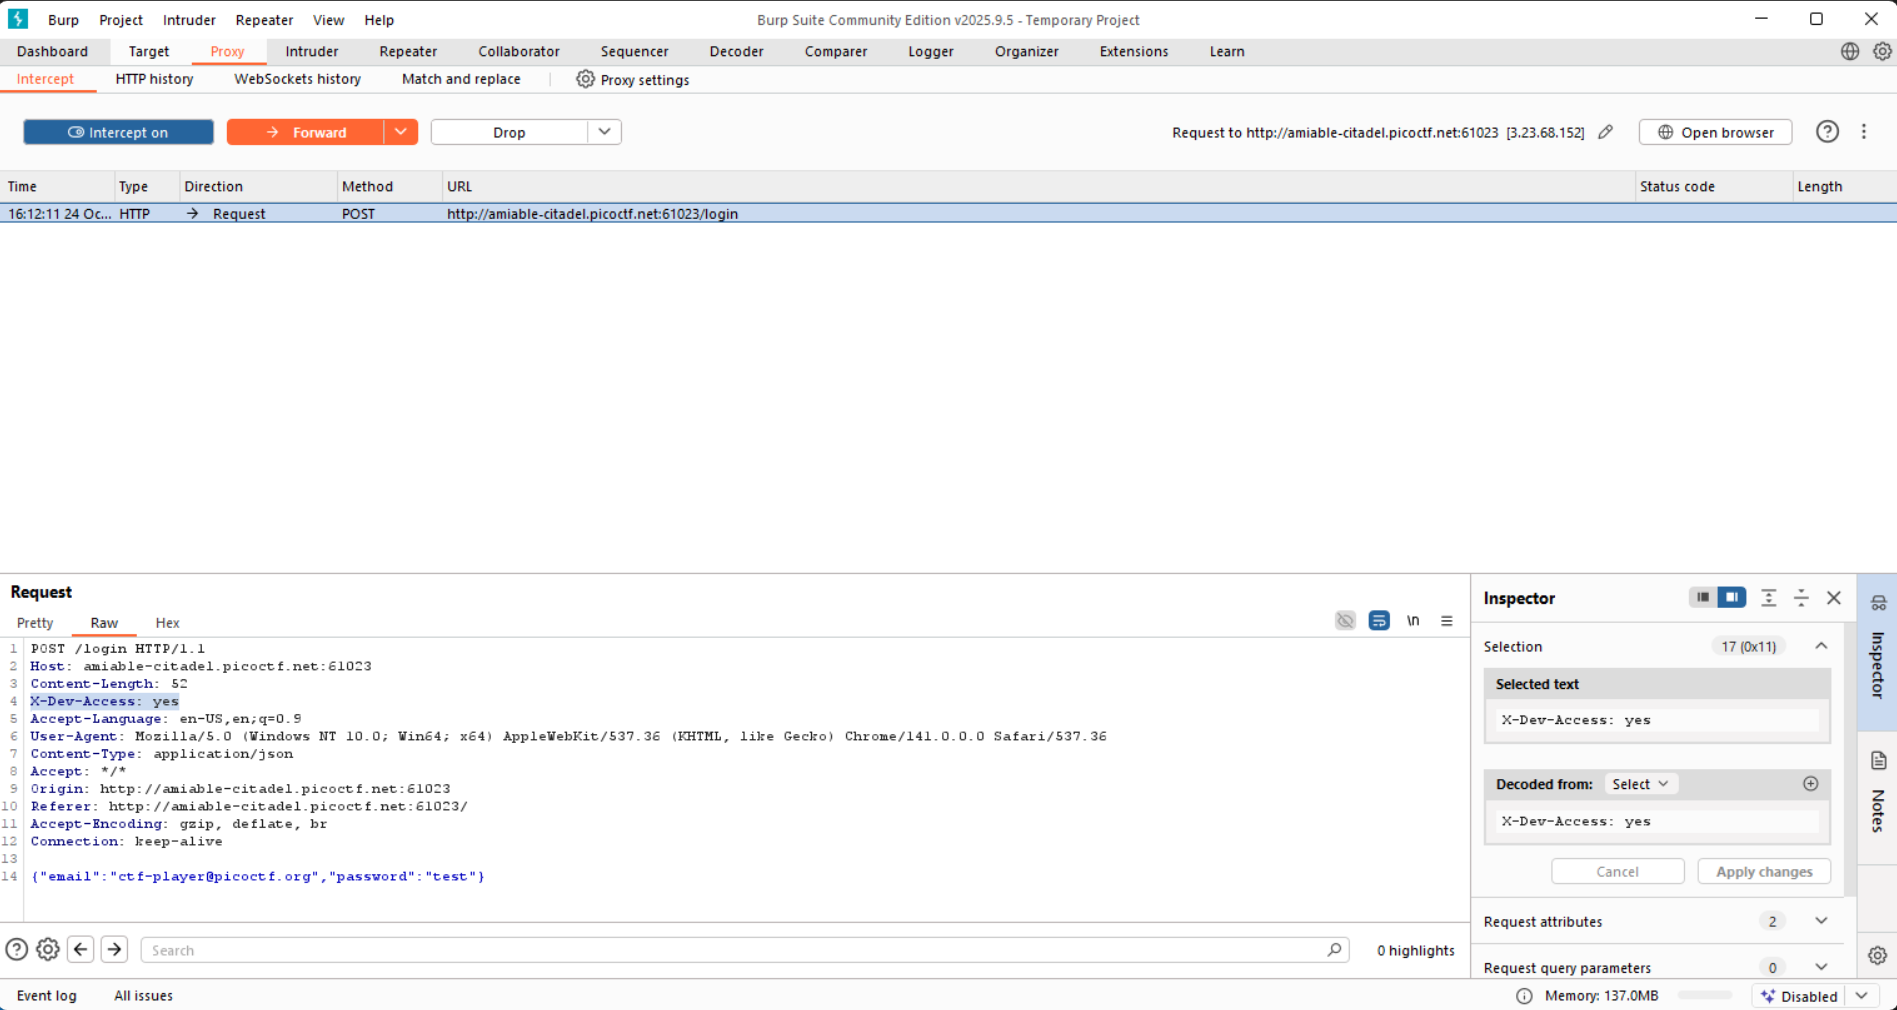 Burp Project Intruder Repeater View Help Burp Suite Community Edition v2025.9.5 - Temporary Project
Dashboard Target Proxy Intruder Repeater Collaborator Sequencer Decoder Comparer Logger Organizer Extensions Learn
Intercept HTTP history WebSockets history Match and replace Proxy settings
Intercept on Forward Drop Request to http://amiable-citadel.picoctf.net:61023 [3.23.68.152] Open browser
Time Type Direction Method URL Status code Length
16:12:11 24 Oc... HTTP → Request POST http://amiable-citadel.picoctf.net:61023/login
Request
Pretty Raw Hex \n
1 POST /login HTTP/1.1
2 Host: amiable-citadel.picoctf.net:61023
3 Content-Length: 52
4 X-Dev-Access: yes
5 Accept-Language: en-US,en;q=0.9
6 User-Agent: Mozilla/5.0 (Windows NT 10.0; Win64; x64) AppleWebKit/537.36 (KHTML, like Gecko) Chrome/141.0.0.0 Safari/537.36
7 Content-Type: application/json
8 Accept: */*
9 Origin: http://amiable-citadel.picoctf.net:61023
10 Referer: http://amiable-citadel.picoctf.net:61023/
11 Accept-Encoding: gzip, deflate, br
12 Connection: keep-alive
13
14 {"email":"ctf-player@picoctf.org","password":"test"}
Search 0 highlights
Inspector
Selection 17 (0x11)
Selected text
X-Dev-Access: yes
Decoded from: Select
X-Dev-Access: yes
Cancel Apply changes
Request attributes 2
Request query parameters 0
Inspector
Notes
Event log All issues Memory: 137.0MB Disabled